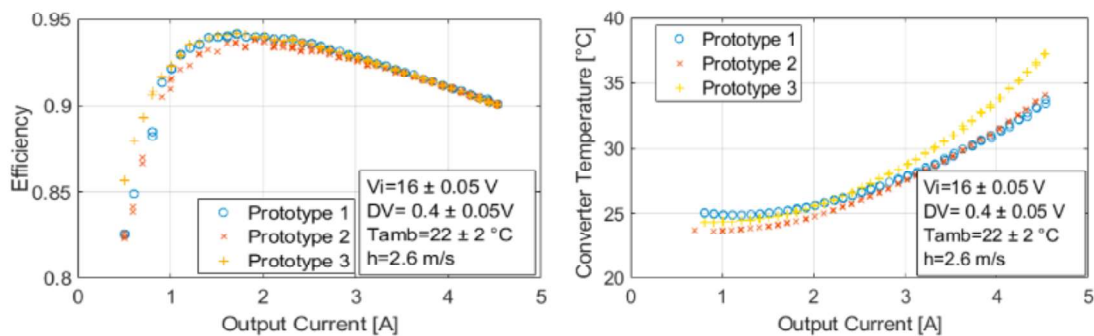 0.95
0.9
0.85
0.8
Efficiency
0 1 2 3 4 5
Output Current [A]
Prototype 1
Prototype 2
Prototype 3
Vi=16 ± 0.05 V
DV= 0.4 ± 0.05V
Tamb=22 ± 2 °C
h=2.6 m/s
40
35
30
25
20
Converter Temperature [°C]
0 1 2 3 4 5
Output Current [A]
Prototype 1
Prototype 2
Prototype 3
Vi=16 ± 0.05 V
DV= 0.4 ± 0.05V
Tamb=22 ± 2 °C
h=2.6 m/s